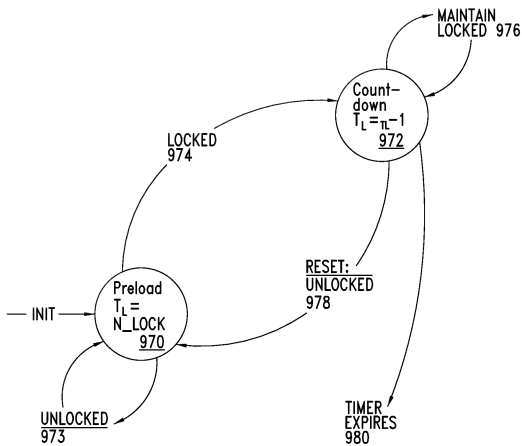 MAINTAIN
LOCKED 976
Count-
down
T_L = TL-1
972
LOCKED
974
RESET:
UNLOCKED
978
Preload
T_L =
N_LOCK
970
INIT
UNLOCKED
973
TIMER
EXPIRES
980